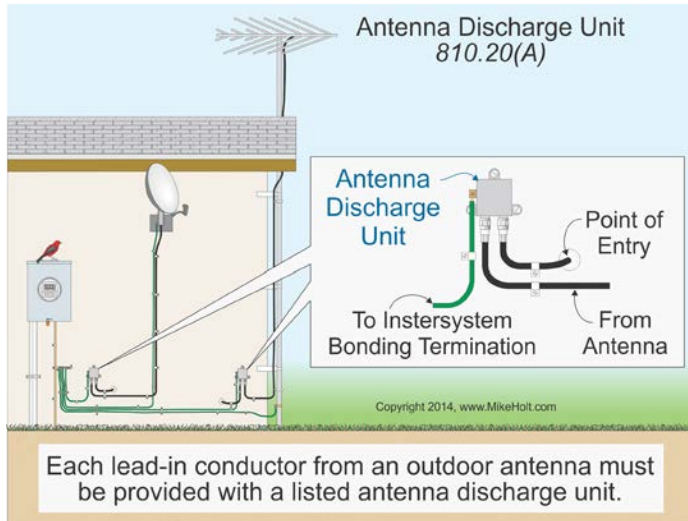 Antenna Discharge Unit
810.20(A)
Antenna
Discharge
Unit
Point of
Entry
To Instersystem
Bonding Termination
From
Antenna
Copyright 2014, www.MikeHolt.com
Each lead-in conductor from an outdoor antenna must
be provided with a listed antenna discharge unit.